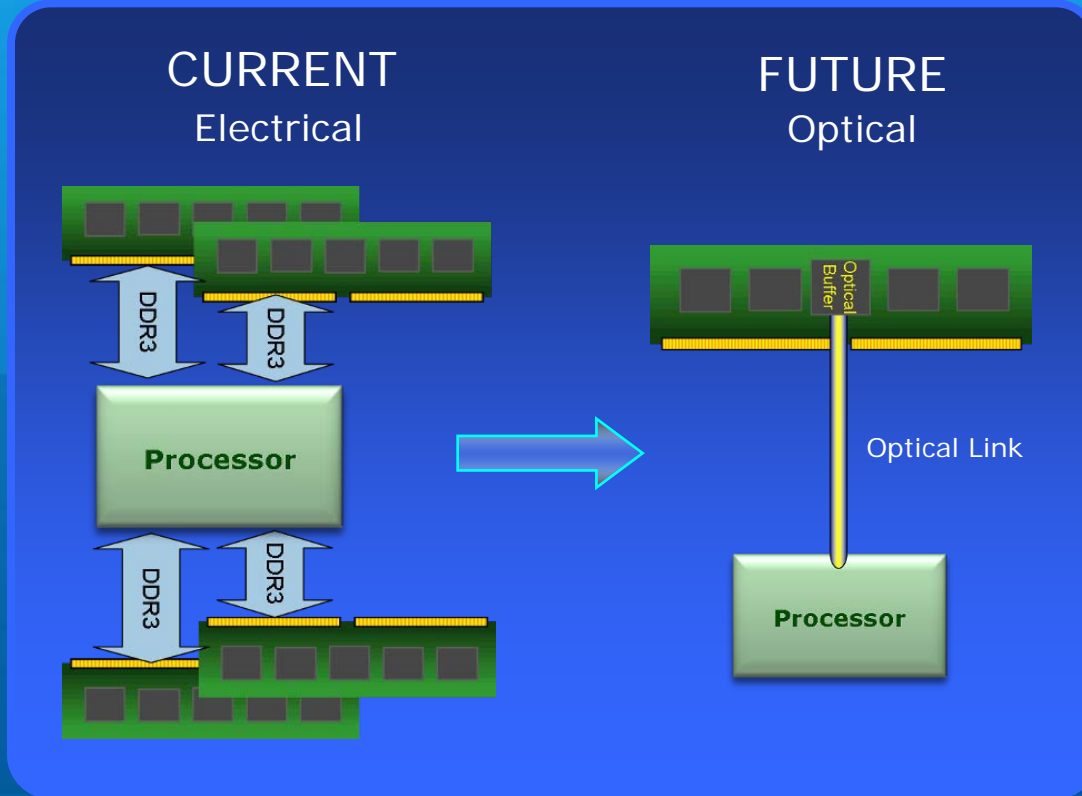 CURRENT
Electrical
FUTURE
Optical
DDR3
DDR3
Processor
DDR3
DDR3
Optical
Buffer
Optical Link
Processor